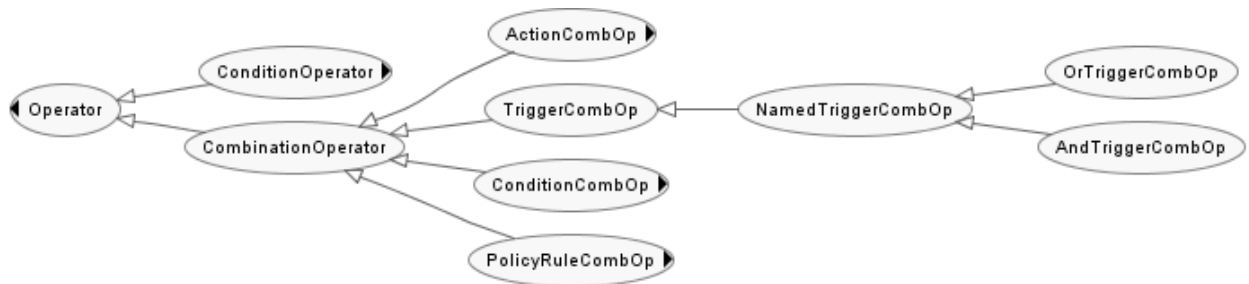 Operator
ConditionOperator
CombinationOperator
ActionCombOp
TriggerCombOp
ConditionCombOp
PolicyRuleCombOp
NamedTriggerCombOp
OrTriggerCombOp
AndTriggerCombOp